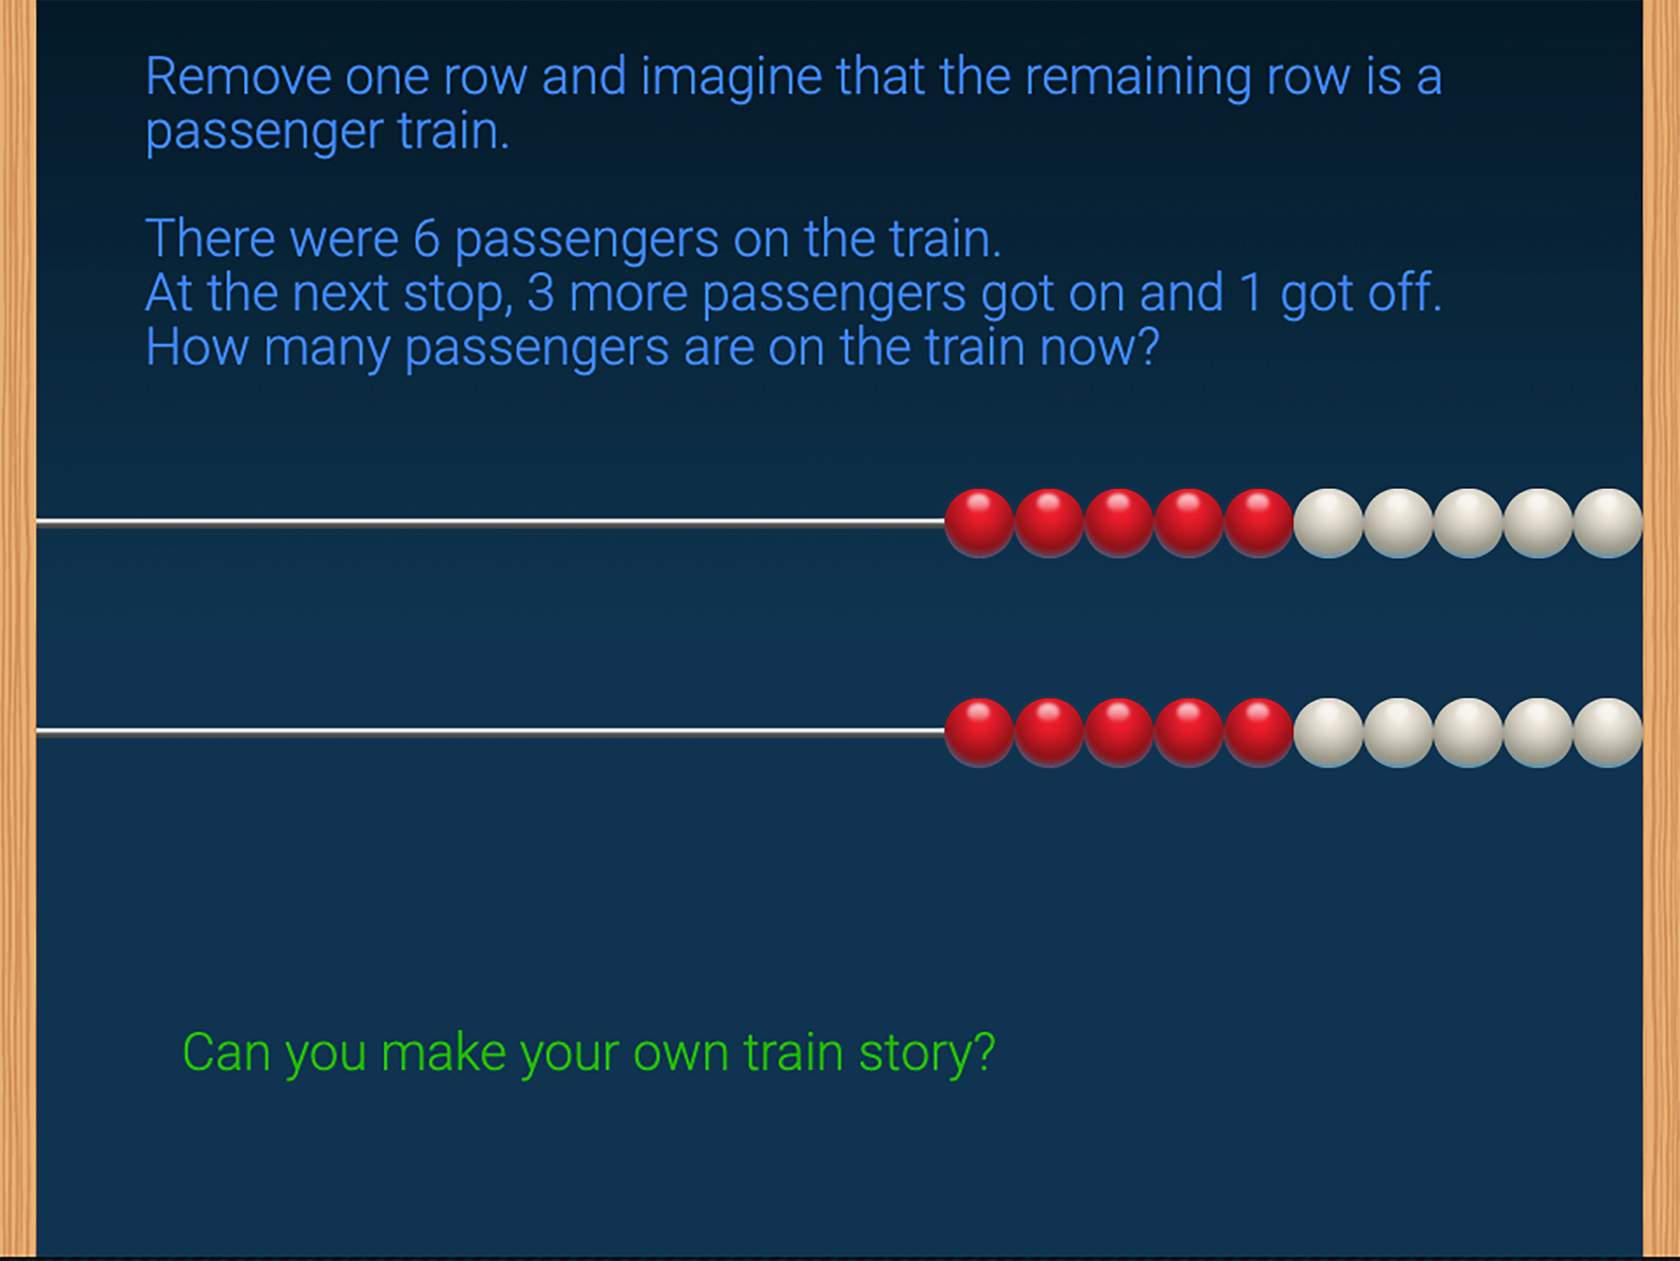 Remove one row and imagine that the remaining row is a
passenger train.
There were 6 passengers on the train.
At the next stop, 3 more passengers got on and 1 got off.
How many passengers are on the train now?
Can you make your own train story?